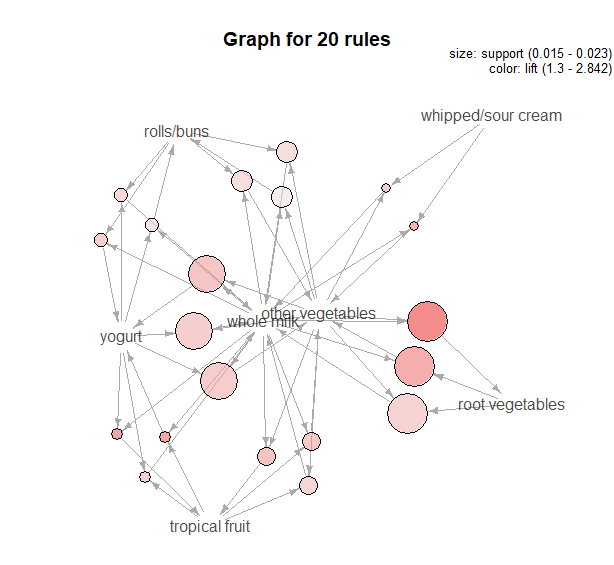 Graph for 20 rules
size: support (0.015 - 0.023)
color: lift (1.3 - 2.842)
whipped/sour cream
rolls/buns
other vegetables
whole milk
yogurt
root vegetables
tropical fruit